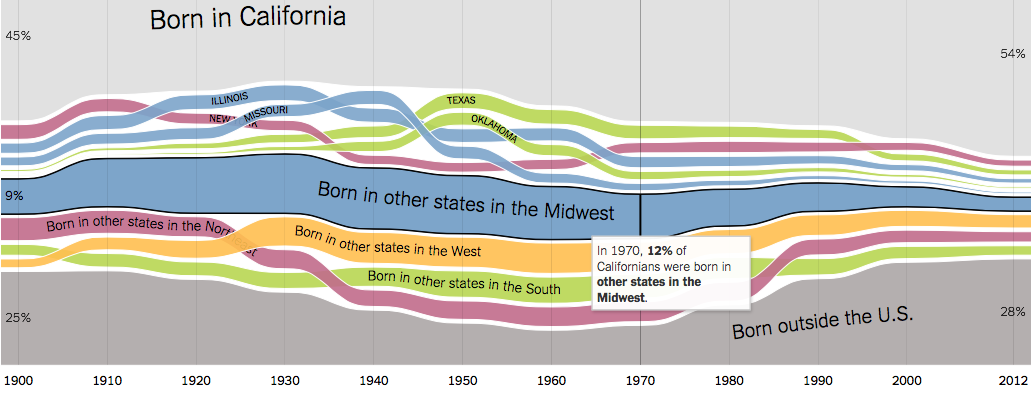 Born in California
45%
54%
ILLINOIS
TEXAS
NEW
MISSOURI
OKLAHOMA
9%
Born in other states in the Midwest
Born in other states in the
Born in other states in the West
In 1970, 12% of
Californians were born in
other states in the
Midwest.
Born in other states in the South
Born outside the U.S.
25%
28%
1900 1910 1920 1930 1940 1950 1960 1970 1980 1990 2000 2012